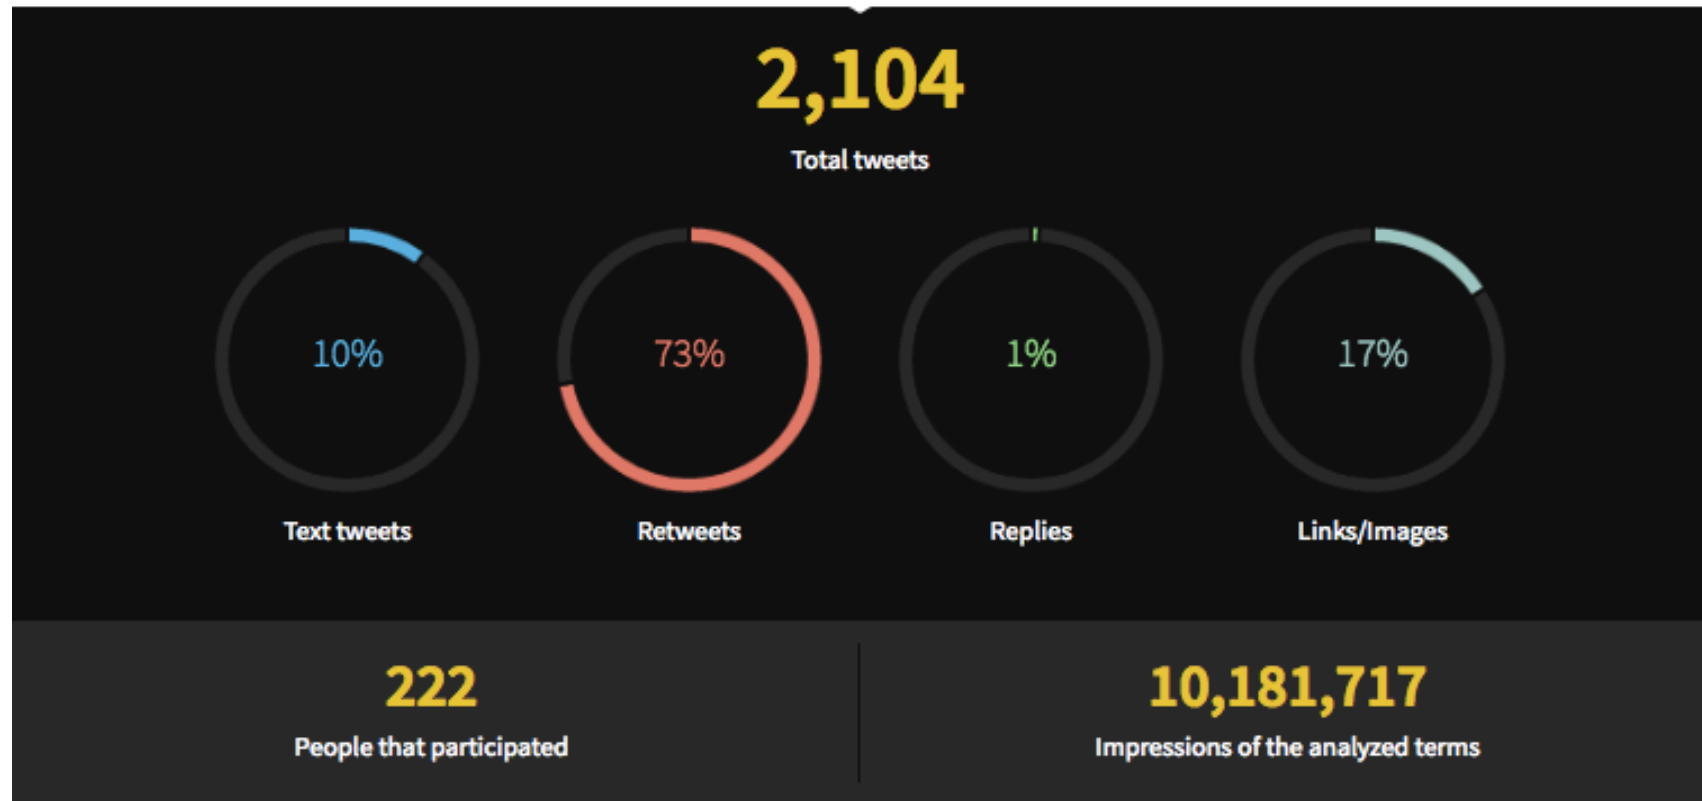 2,104
Total tweets
10%
73%
1%
17%
Text tweets
Retweets
Replies
Links/Images
222
10,181,717
People that participated
Impressions of the analyzed terms